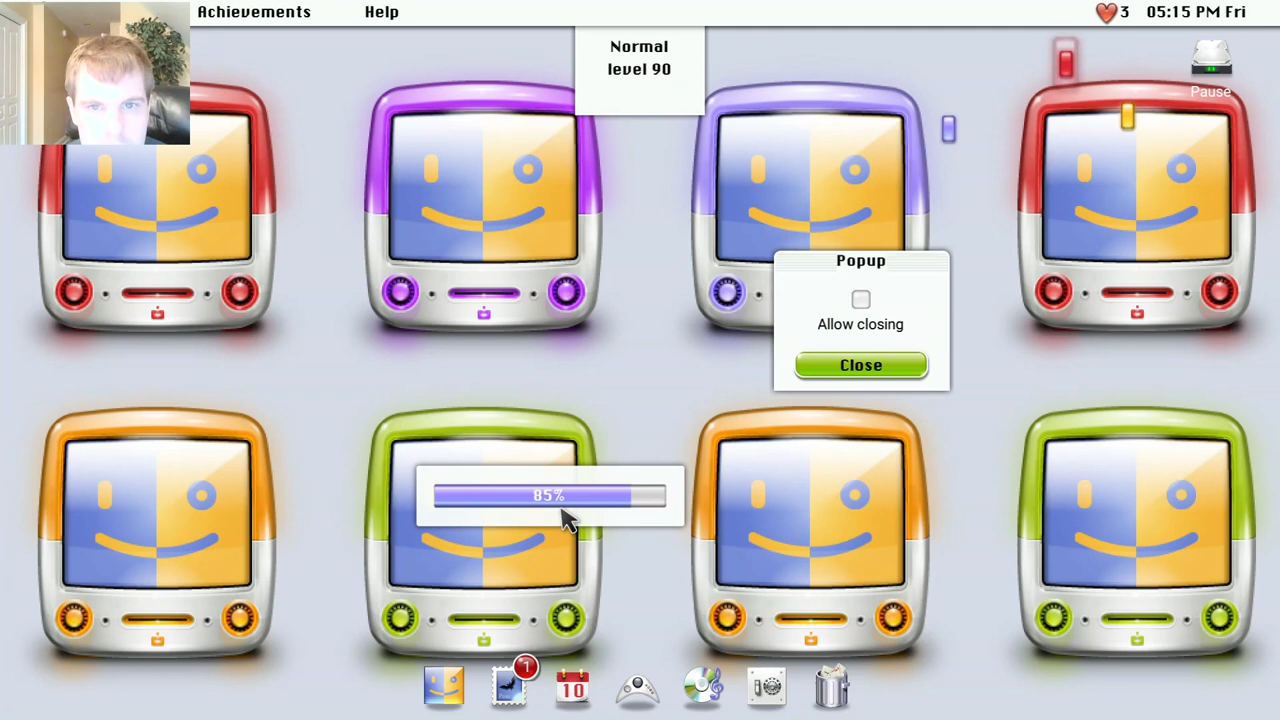 Achievements Help 3 05:15 PM Fri
Normal
level 90
Pause
Popup
Allow closing
Close
85%
1
10